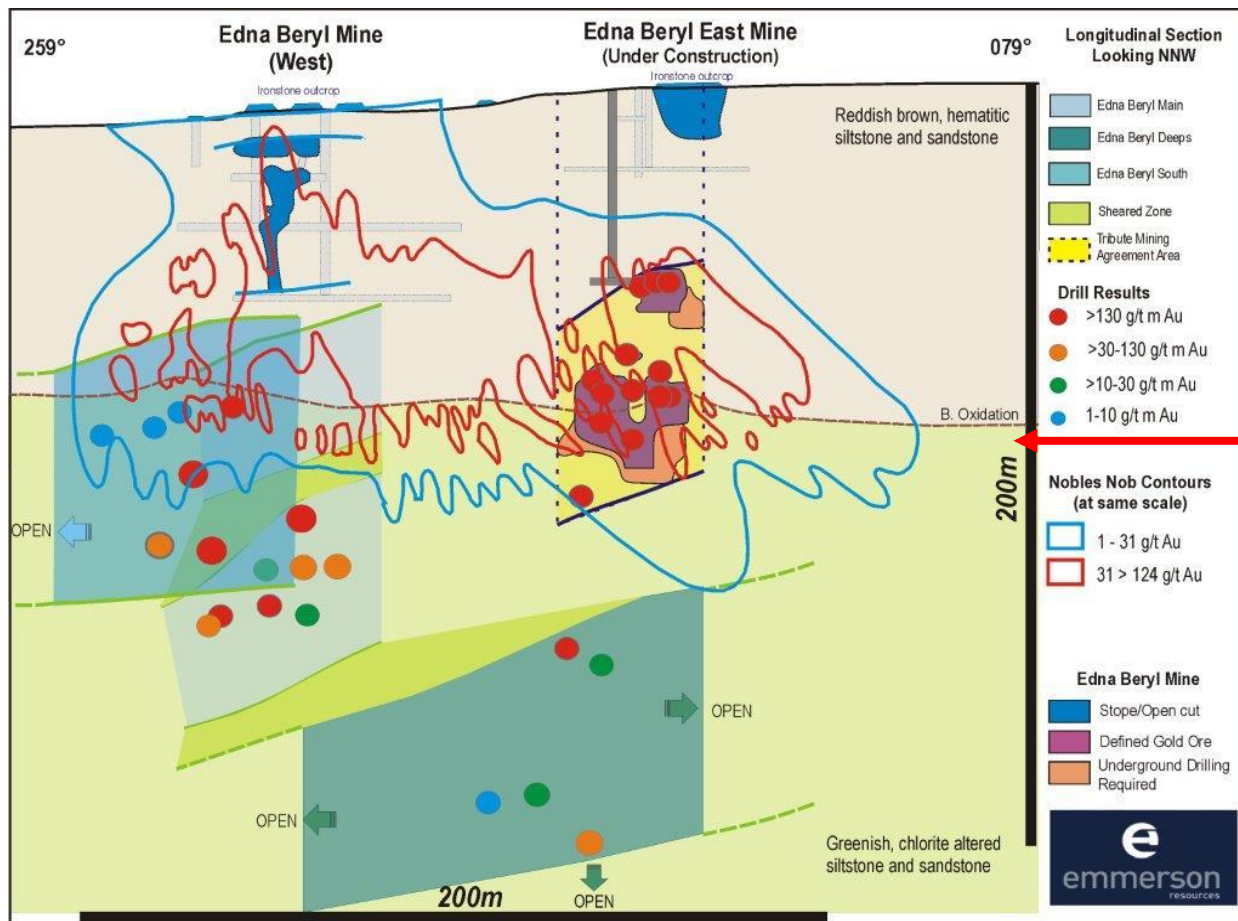 259°
Edna Beryl Mine
(West)
Ironstone outcrop
Edna Beryl East Mine
(Under Construction)
Ironstone outcrop
079°
Reddish brown, hematitic
siltstone and sandstone
B. Oxidation
200m
OPEN
OPEN
OPEN
OPEN
Greenish, chlorite altered
siltstone and sandstone
200m
Longitudinal Section
Looking NNW
Edna Beryl Main
Edna Beryl Deeps
Edna Beryl South
Sheared Zone
Tribute Mining
Agreement Area
Drill Results
>130 g/t m Au
>30-130 g/t m Au
>10-30 g/t m Au
1-10 g/t m Au
Nobles Nob Contours
(at same scale)
1 - 31 g/t Au
31 > 124 g/t Au
Edna Beryl Mine
Stope/Open cut
Defined Gold Ore
Underground Drilling
Required
emmerson
resources